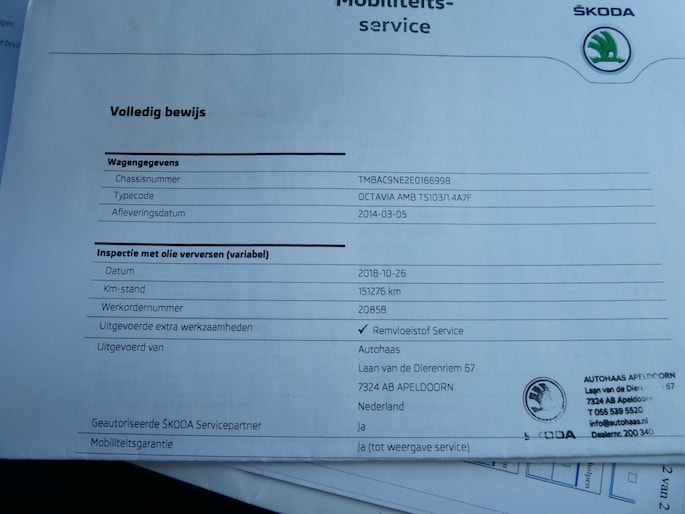 Mobiliteits-
service
ŠKODA
Volledig bewijs
Wagengegevens
Chassisnummer TMBAC9NE2E0166998
Typecode OCTAVIA AMB TS103/1.4A7F
Afleveringsdatum 2014-03-05
Inspectie met olie verversen (variabel)
Datum 2018-10-26
Km-stand 151276 km
Werkordernummer 20858
Uitgevoerde extra werkzaamheden ✓ Remvloeistof Service
Uitgevoerd van Autohaas
Laan van de Dierenriem 67
7324 AB APELDOORN
Nederland
Geautoriseerde ŠKODA Servicepartner Ja
Mobiliteitsgarantie Ja (tot weergave service)
AUTOHAAS APELDOORN
Laan van de 67
7324 AB Apeldoorn
T 055 539 5520
info@autohaas.nl
Dealernr. 200 340
2 van 2